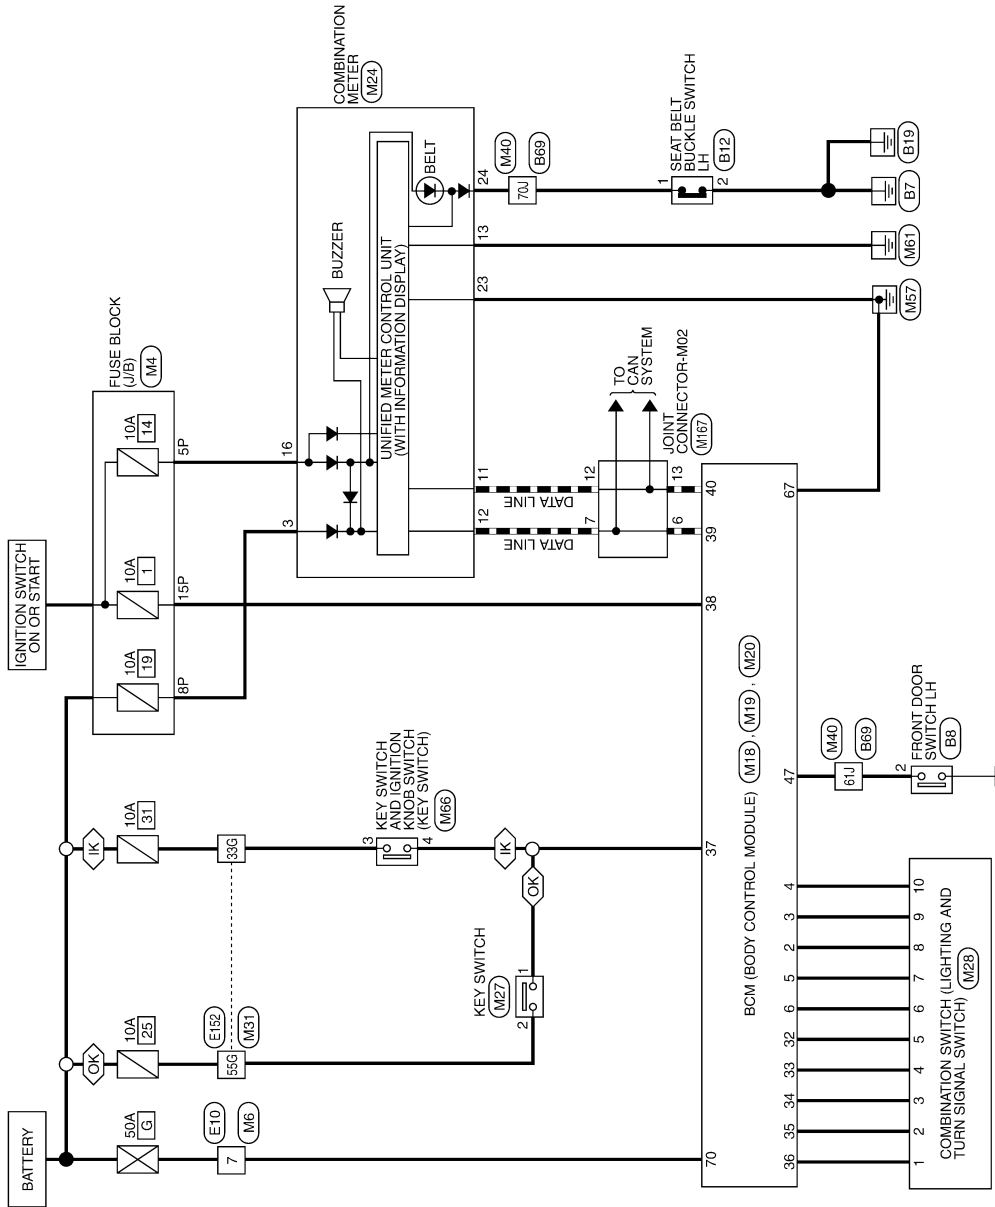 BATTERY
IGNITION SWITCH
ON OR START
50A
G
OK
10A
25
IK
10A
31
10A
19
10A
1
10A
14
FUSE BLOCK
(J/B)
M4
8P
15P
5P
7
E10
M6
55G
E152
M31
33G
3
16
COMBINATION
METER
M24
BUZZER
BELT
UNIFIED METER CONTROL UNIT
(WITH INFORMATION DISPLAY)
12
11
23
13
24
KEY SWITCH
AND IGNITION
KNOB SWITCH
(KEY SWITCH)
M66
3
4
IK
OK
KEY SWITCH
M27
2
1
DATA LINE
DATA LINE
7
12
6
13
TO
CAN
SYSTEM
JOINT
CONNECTOR-M02
M167
70J
M40
B69
SEAT BELT
BUCKLE SWITCH
LH
B12
1
2
70
37
38
39
40
BCM (BODY CONTROL MODULE)
M18
,
M19
,
M20
36
35
34
33
32
6
5
2
3
4
47
67
M57
M61
B7
B19
61J
M40
B69
2
FRONT DOOR
SWITCH LH
B8
1
2
3
4
5
6
7
8
9
10
COMBINATION SWITCH (LIGHTING AND
TURN SIGNAL SWITCH)
M28